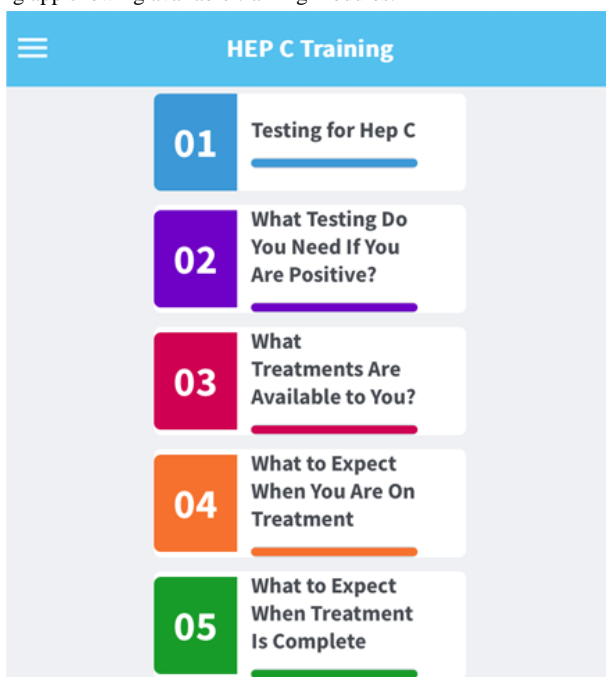 HEP C Training
01
Testing for Hep C
02
What Testing Do
You Need If You
Are Positive?
03
What
Treatments Are
Available to You?
04
What to Expect
When You Are On
Treatment
05
What to Expect
When Treatment
Is Complete